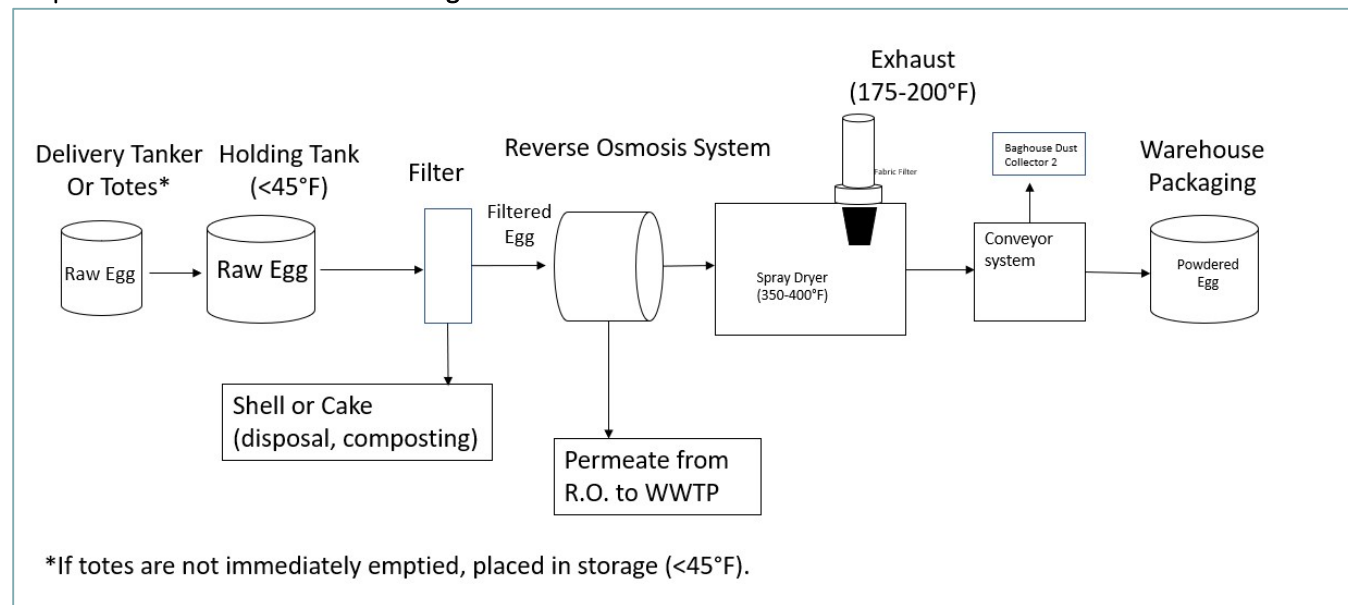 Exhaust
(175-200°F)
Delivery Tanker
Or Totes*
Holding Tank
(<45°F)
Filter
Reverse Osmosis System
Baghouse Dust
Collector 2
Warehouse
Packaging
Fabric Filter
Raw Egg
Raw Egg
Filtered
Egg
Spray Dryer
(350-400°F)
Conveyor
system
Powdered
Egg
Shell or Cake
(disposal, composting)
Permeate from
R.O. to WWTP
*If totes are not immediately emptied, placed in storage (<45°F).